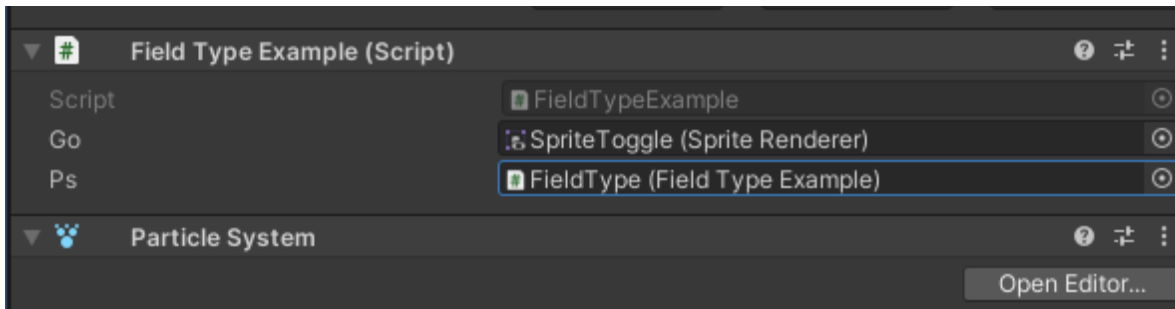 Field Type Example (Script)
Script FieldTypeExample
Go SpriteToggle (Sprite Renderer)
Ps FieldType (Field Type Example)
Particle System
Open Editor...